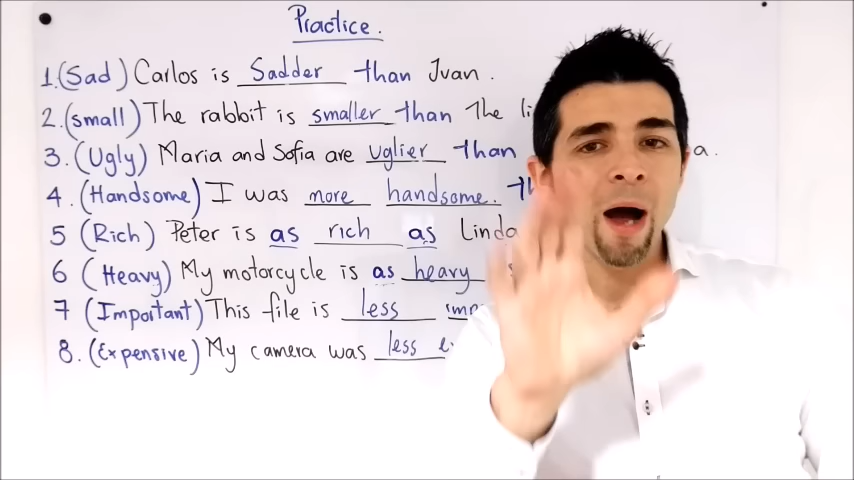 Practice.
1.(Sad) Carlos is Sadder than Juan.
2.(small) The rabbit is smaller than the
3.(Ugly) Maria and Sofia are uglier than
4.(Handsome) I was more handsome.
5 (Rich) Peter is as rich as Linda
6 (Heavy) My motorcycle is as heavy
7 (Important) This file is less
8.(Expensive) My camera was less